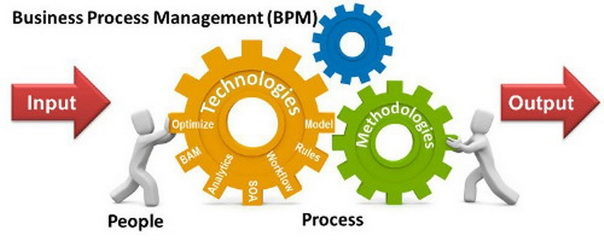 Business Process Management (BPM)
Input
Technologies
Optimize
BAM
Analytics
SOA
Workflow
Rules
Model
Methodologies
Output
People
Process